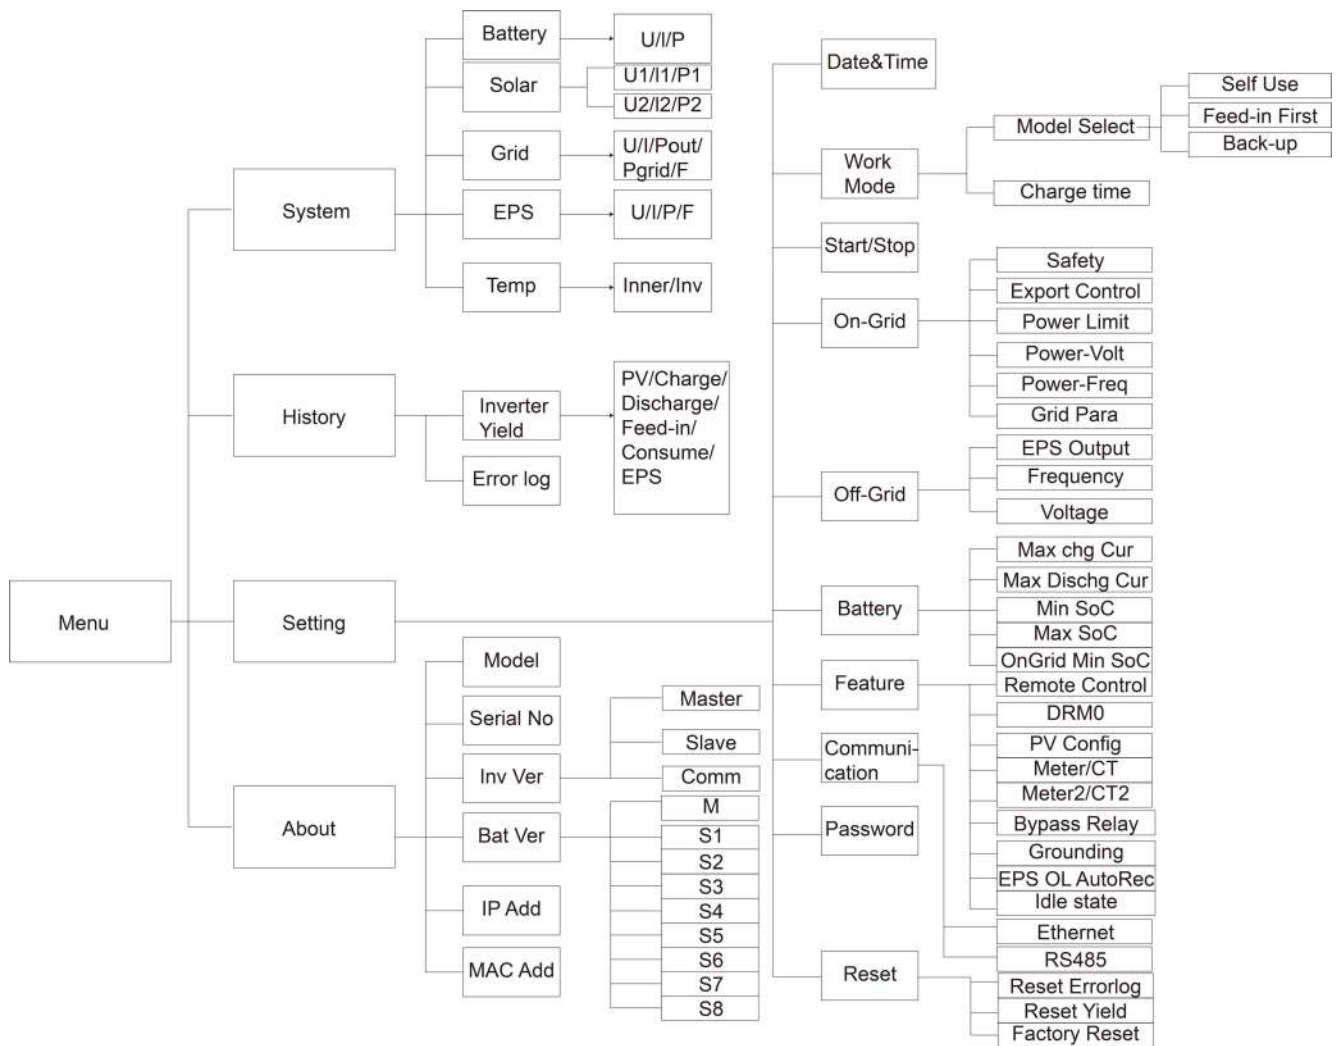 Menu
System
Battery
U/I/P
Solar
U1/I1/P1
U2/I2/P2
Grid
U/I/Pout/
Pgrid/F
EPS
U/I/P/F
Temp
Inner/Inv
History
Inverter
Yield
PV/Charge/
Discharge/
Feed-in/
Consume/
EPS
Error log
Setting
Date&Time
Work
Mode
Model Select
Self Use
Feed-in First
Back-up
Charge time
Start/Stop
On-Grid
Safety
Export Control
Power Limit
Power-Volt
Power-Freq
Grid Para
Off-Grid
EPS Output
Frequency
Voltage
Battery
Max chg Cur
Max Dischg Cur
Min SoC
Max SoC
OnGrid Min SoC
Feature
Remote Control
DRM0
PV Config
Meter/CT
Meter2/CT2
Bypass Relay
Grounding
EPS OL AutoRec
Idle state
Communi-
cation
Ethernet
RS485
Password
Reset
Reset Errorlog
Reset Yield
Factory Reset
About
Model
Serial No
Inv Ver
Master
Slave
Comm
Bat Ver
M
S1
S2
S3
S4
S5
S6
S7
S8
IP Add
MAC Add